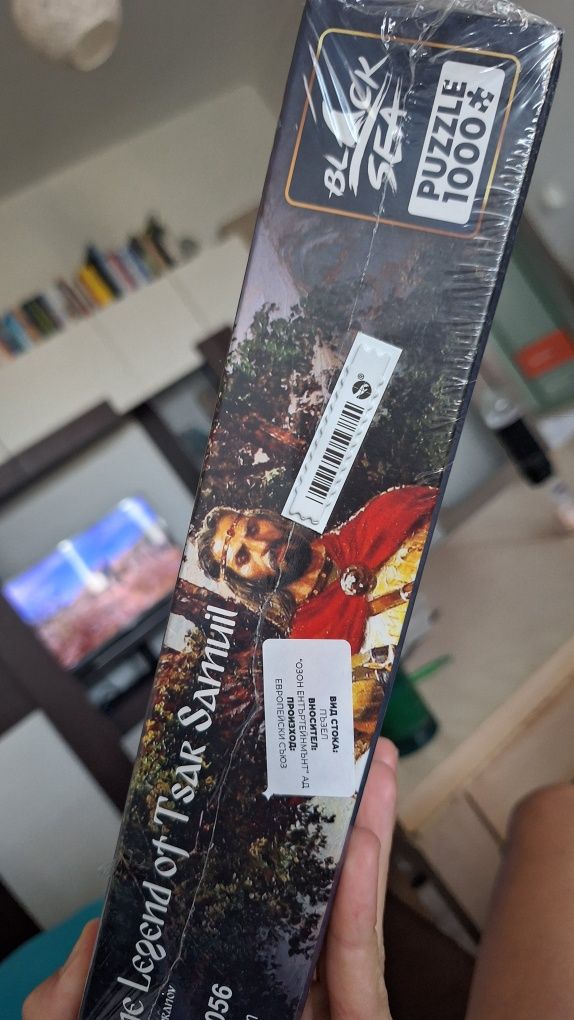 BLACK
SEA
PUZZLE
1000
®
ВИД СТОКА:
ПЪЗЕЛ
ВНОСИТЕЛ:
"ОЗОН ЕНТЪРТЕЙНМЪНТ" АД
ПРОИЗХОД:
ЕВРОПЕЙСКИ СЪЮЗ
Legend of Tsar Samuil
056